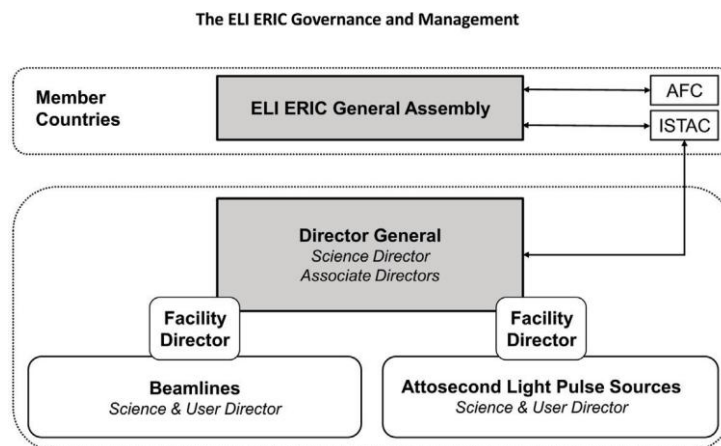 The ELI ERIC Governance and Management
Member
Countries
ELI ERIC General Assembly
AFC
ISTAC
Director General
Science Director
Associate Directors
Facility
Director
Facility
Director
Beamlines
Science & User Director
Attosecond Light Pulse Sources
Science & User Director